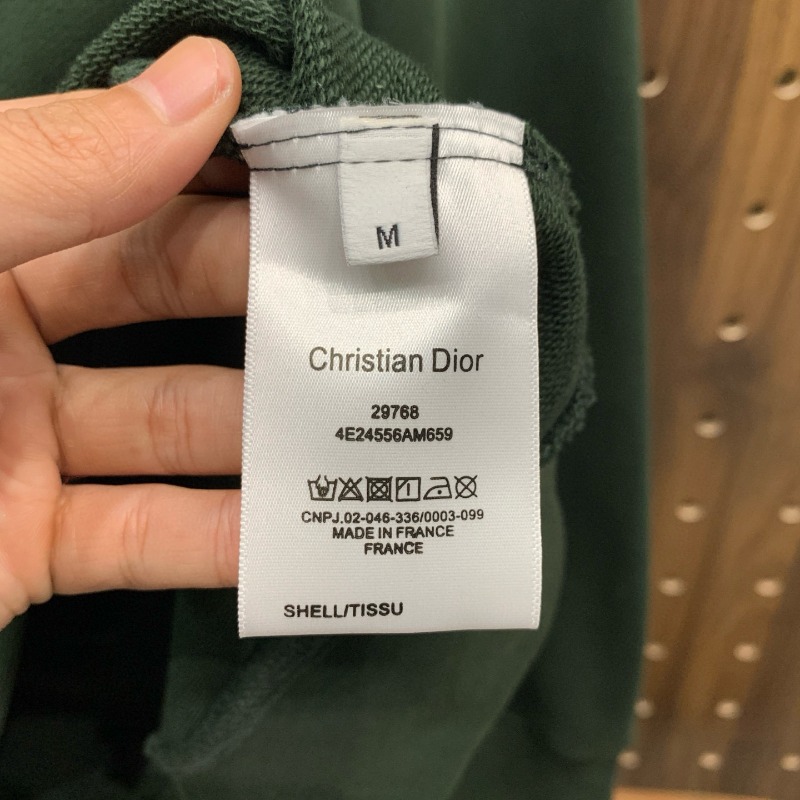 M
Christian Dior
29768
4E24556AM659
CNPJ.02-046-336/0003-099
MADE IN FRANCE
FRANCE
SHELL/TISSU